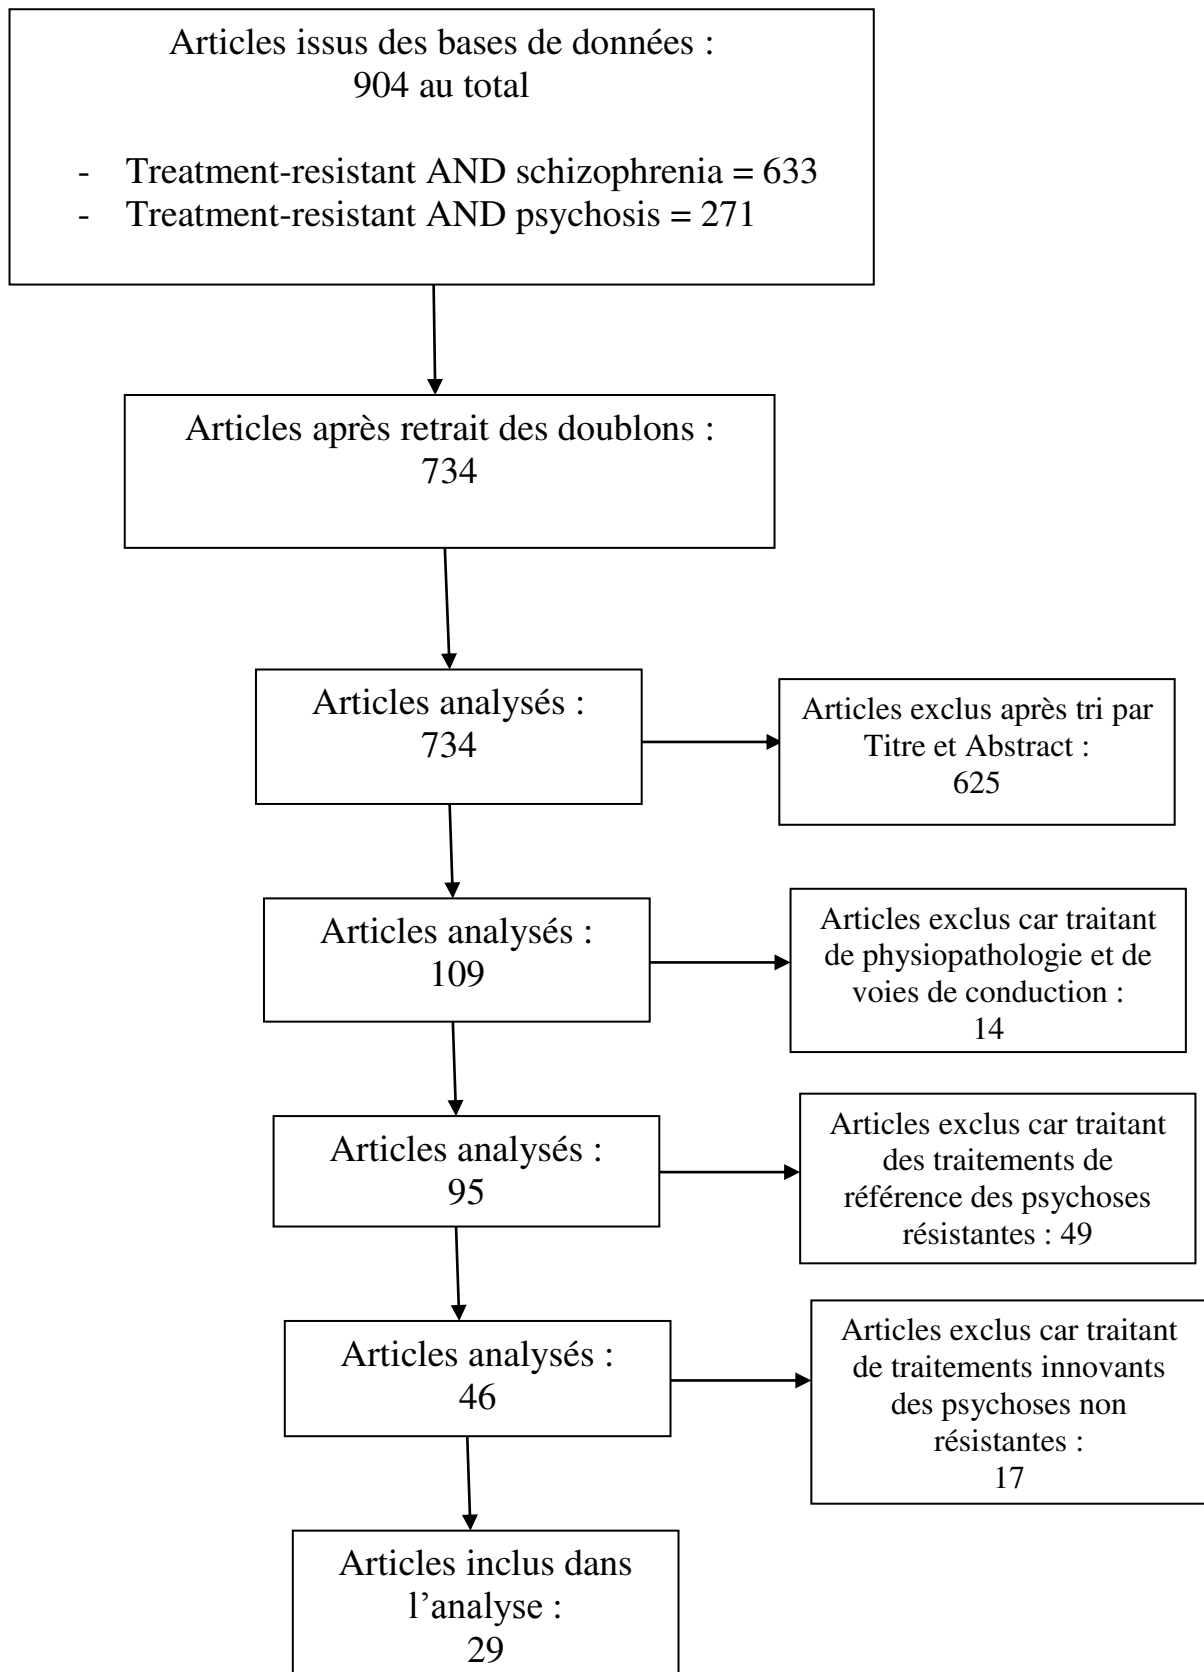 Articles issus des bases de données :
904 au total
- Treatment-resistant AND schizophrenia = 633
- Treatment-resistant AND psychosis = 271
Articles après retrait des doublons :
734
Articles analysés :
734
Articles exclus après tri par
Titre et Abstract :
625
Articles analysés :
109
Articles exclus car traitant
de physiopathologie et de
voies de conduction :
14
Articles analysés :
95
Articles exclus car traitant
des traitements de
référence des psychoses
résistantes : 49
Articles analysés :
46
Articles exclus car traitant
de traitements innovants
des psychoses non
résistantes :
17
Articles inclus dans
l’analyse :
29